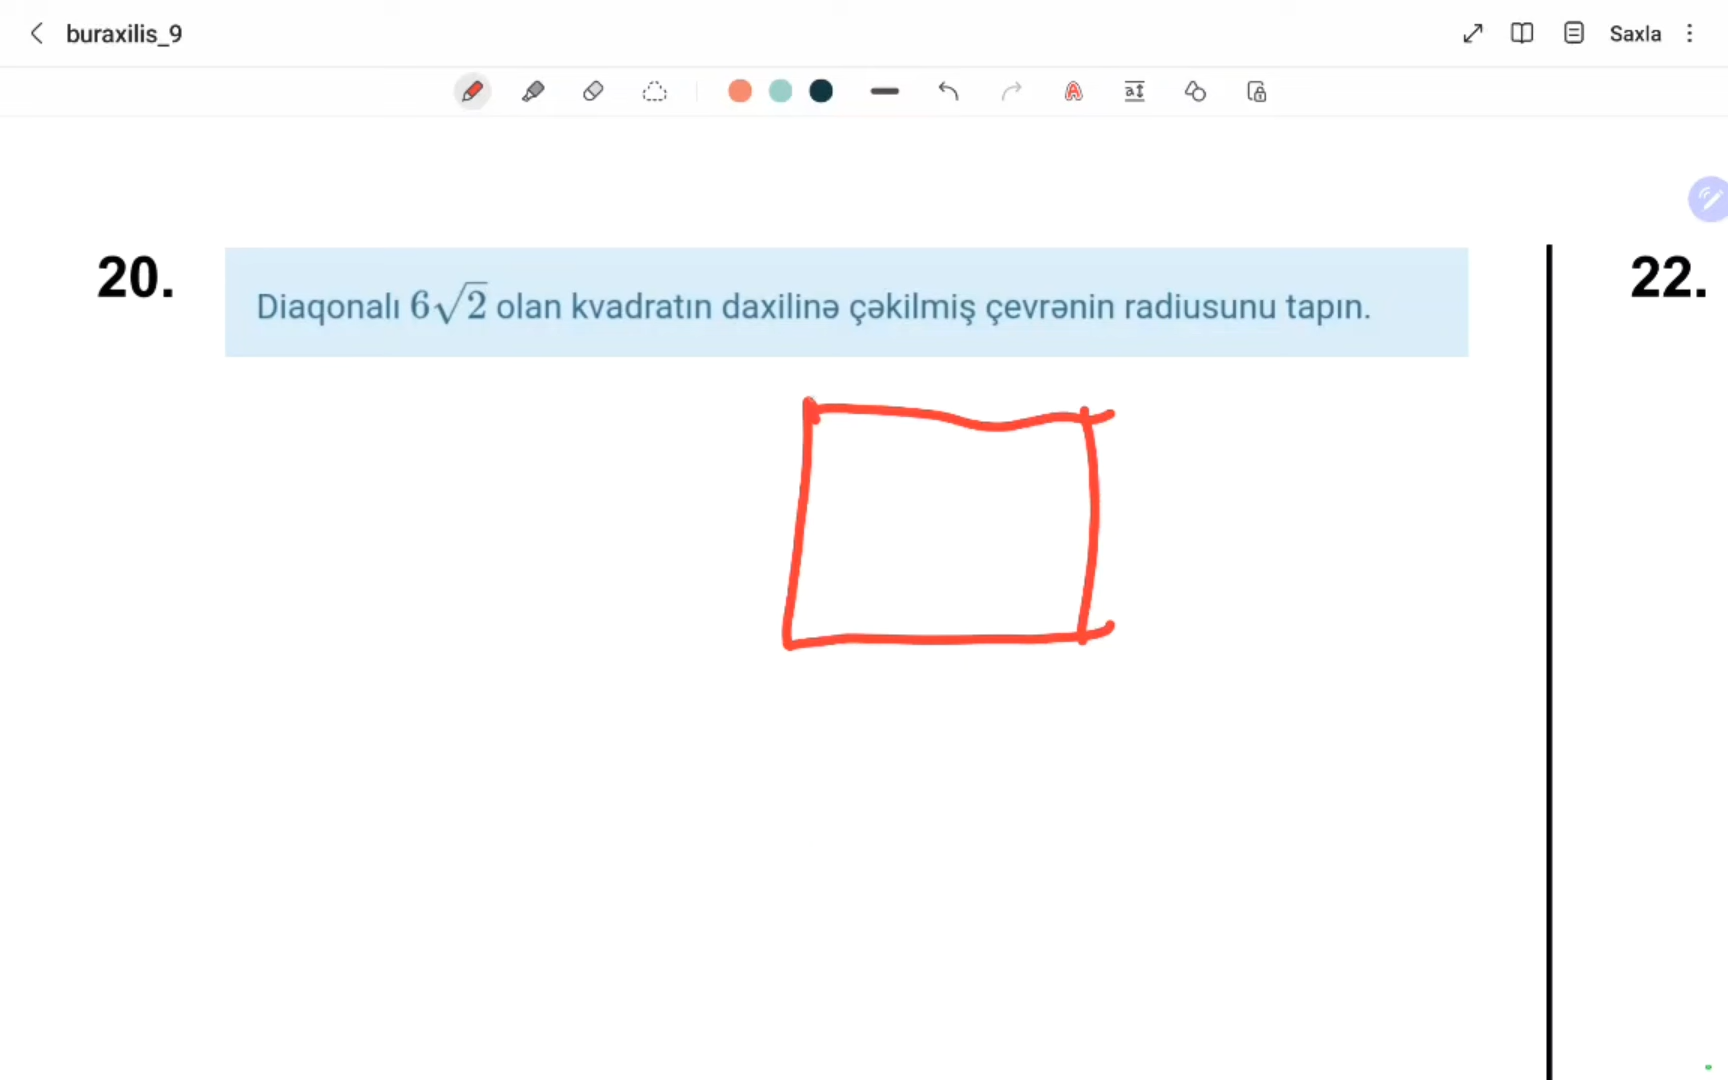 buraxilis_9
Saxla
20.
Diaqonalı 6√2 olan kvadratın daxilinə çəkilmiş çevrənin radiusunu tapın.
22.